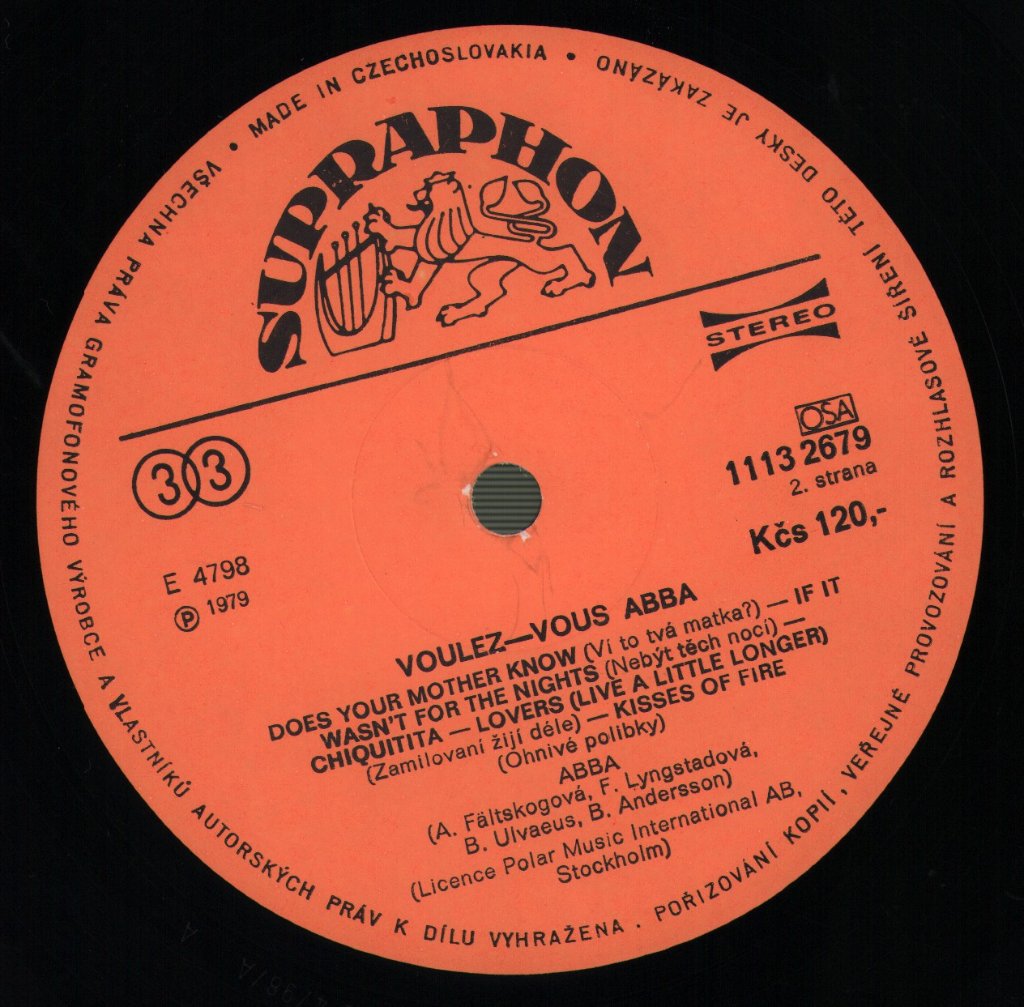 VŠECHNA PRÁVA GRAMOFONOVÉHO VÝROBCE A VLASTNÍKŮ AUTORSKÝCH PRÁV K DÍLU VYHRAŽENA . POŘIZOVÁNÍ KOPIÍ, VEŘEJNÉ PROVOZOVÁNÍ A ROZHLASOVÉ ŠÍŘENÍ TÉTO DESKY JE ZAKÁZÁNO • MADE IN CZECHOSLOVAKIA •
SUPRAPHON
STEREO
33
OSA
1113 2679
2. strana
Kčs 120,-
E 4798
Ⓟ 1979
VOULEZ—VOUS ABBA
DOES YOUR MOTHER KNOW (Ví to tvá matka?) — IF IT
WASN'T FOR THE NIGHTS (Nebýt těch nocí) —
CHIQUITITA — LOVERS (LIVE A LITTLE LONGER)
(Zamilovaní žijí déle) — KISSES OF FIRE
(Ohnivé polibky)
ABBA
(A. Fältskogová, F. Lyngstadová,
B. Ulvaeus, B. Andersson)
(Licence Polar Music International AB,
Stockholm)